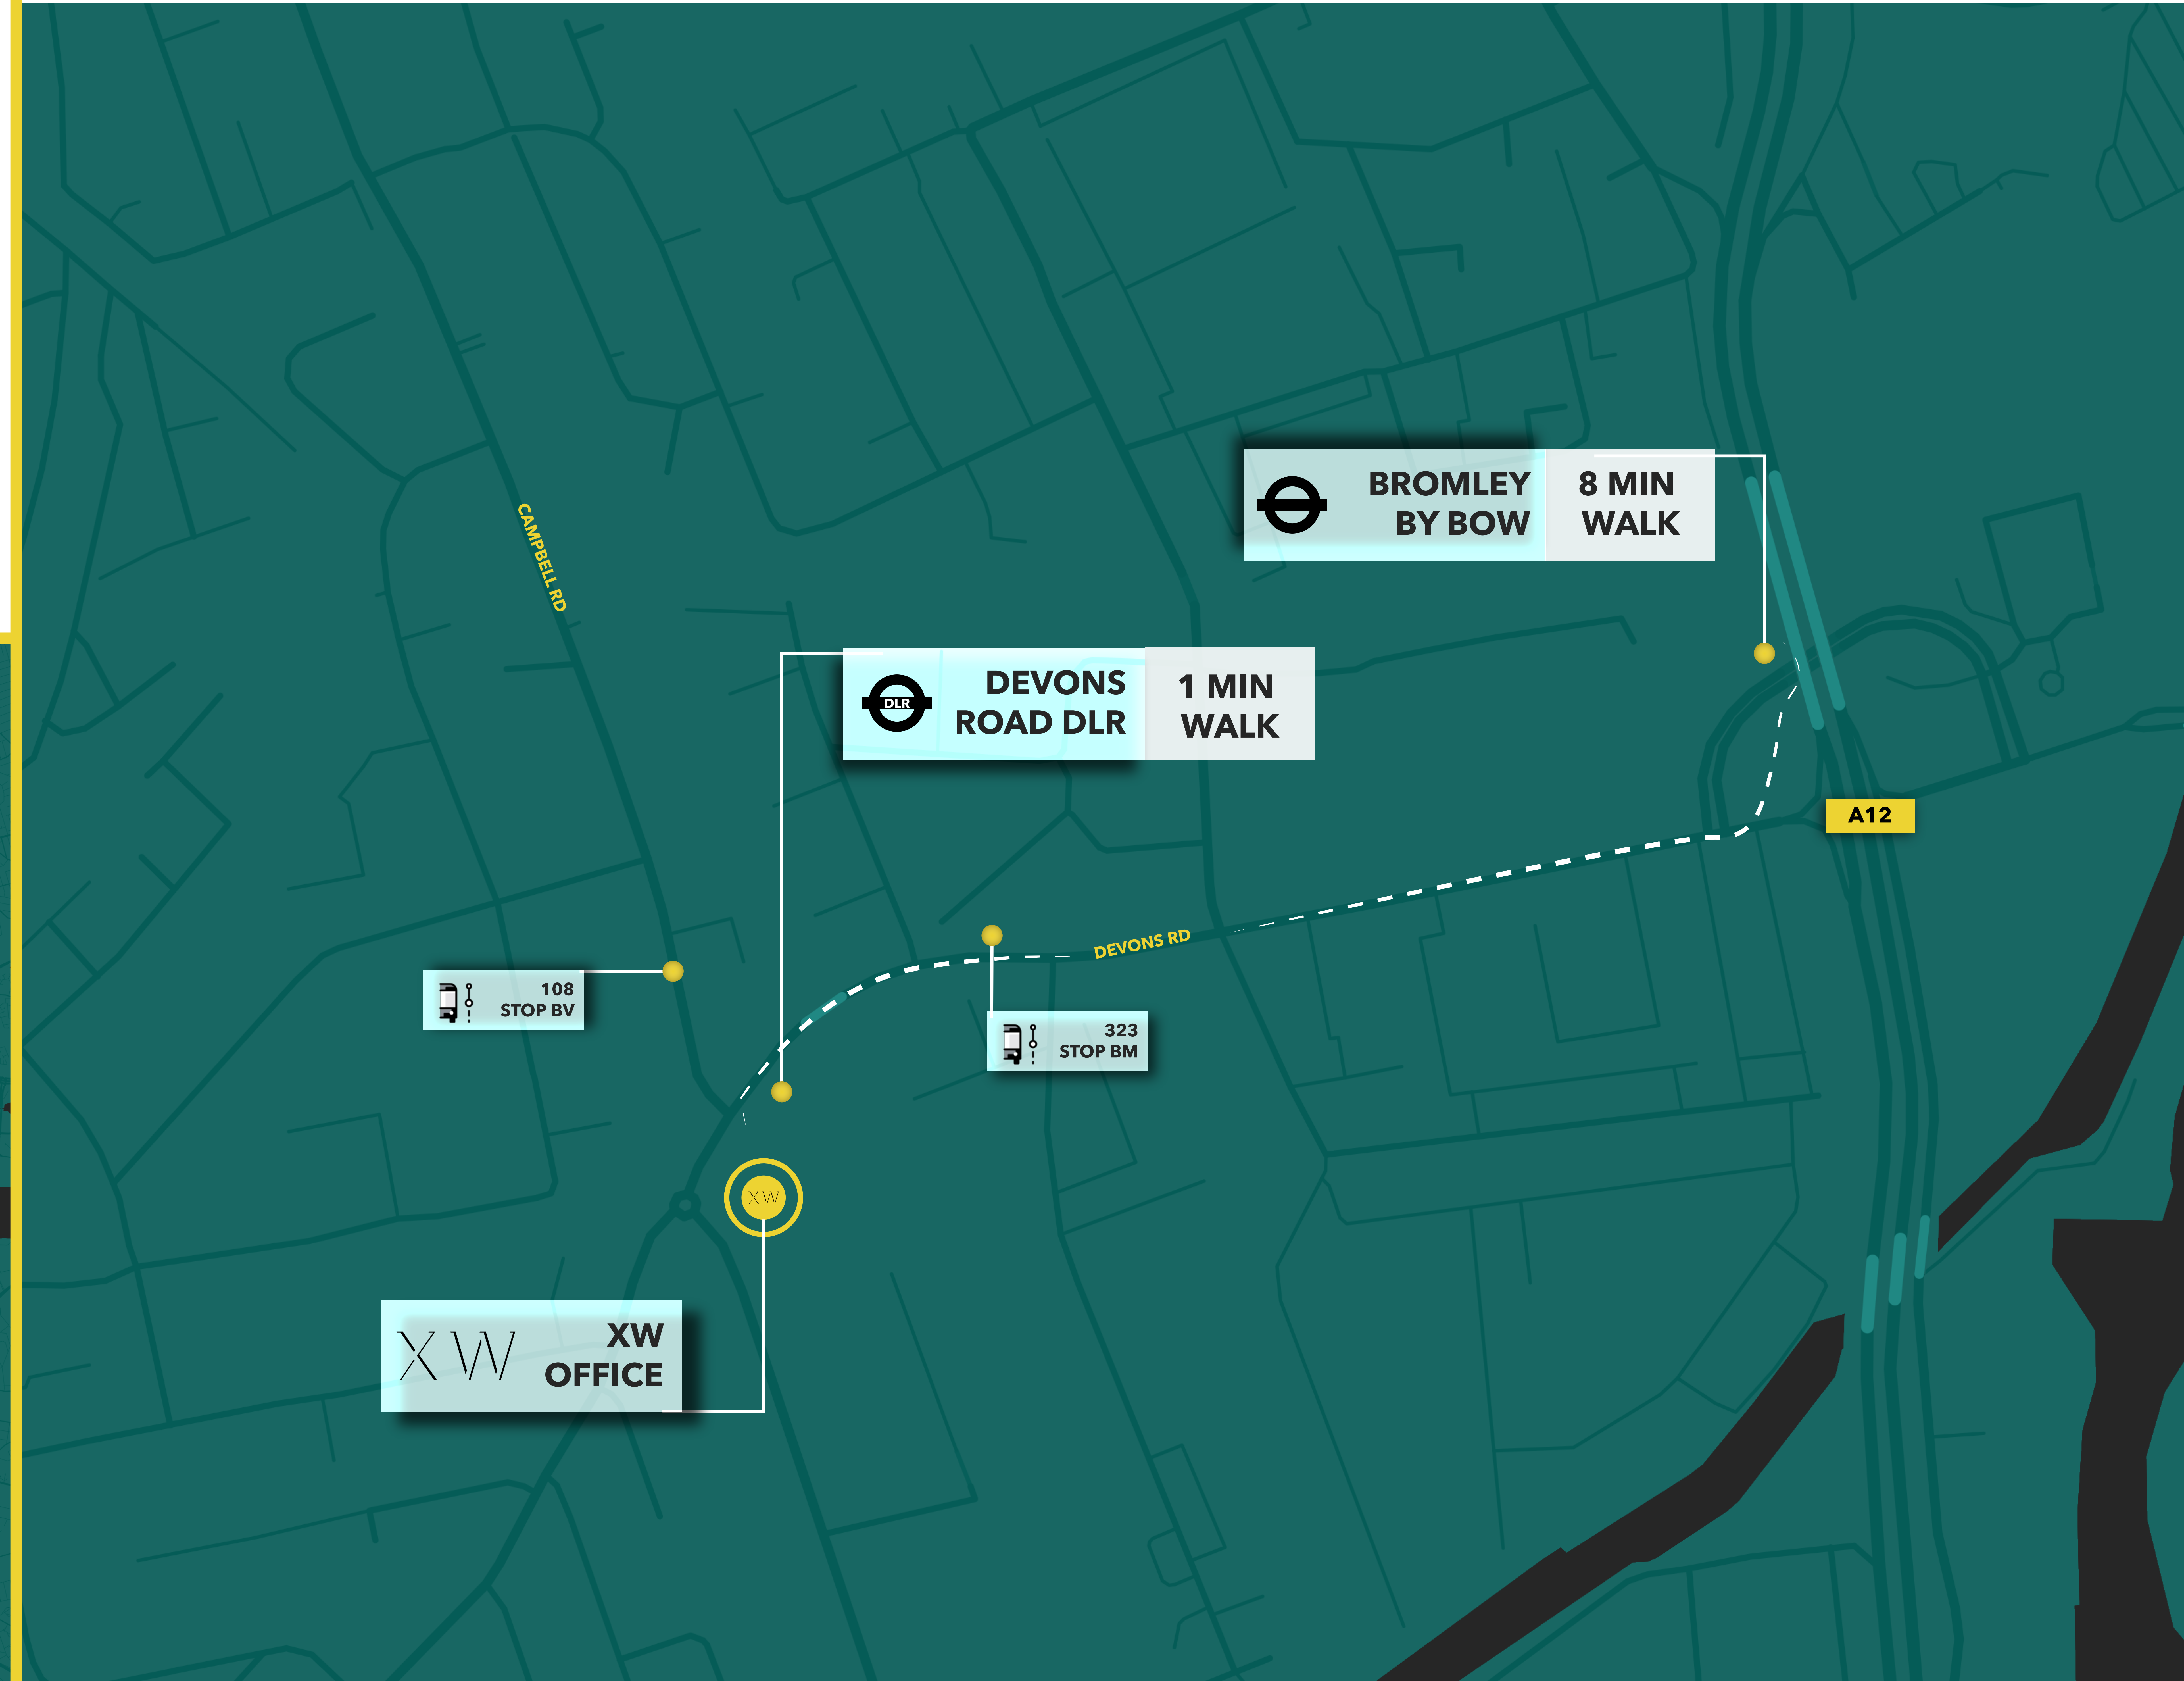 BROMLEY
BY BOW
8 MIN
WALK
CAMPBELL RD
DLR
DEVONS
ROAD DLR
1 MIN
WALK
A12
DEVONS RD
108
STOP BV
323
STOP BM
XW
XW
XW
OFFICE